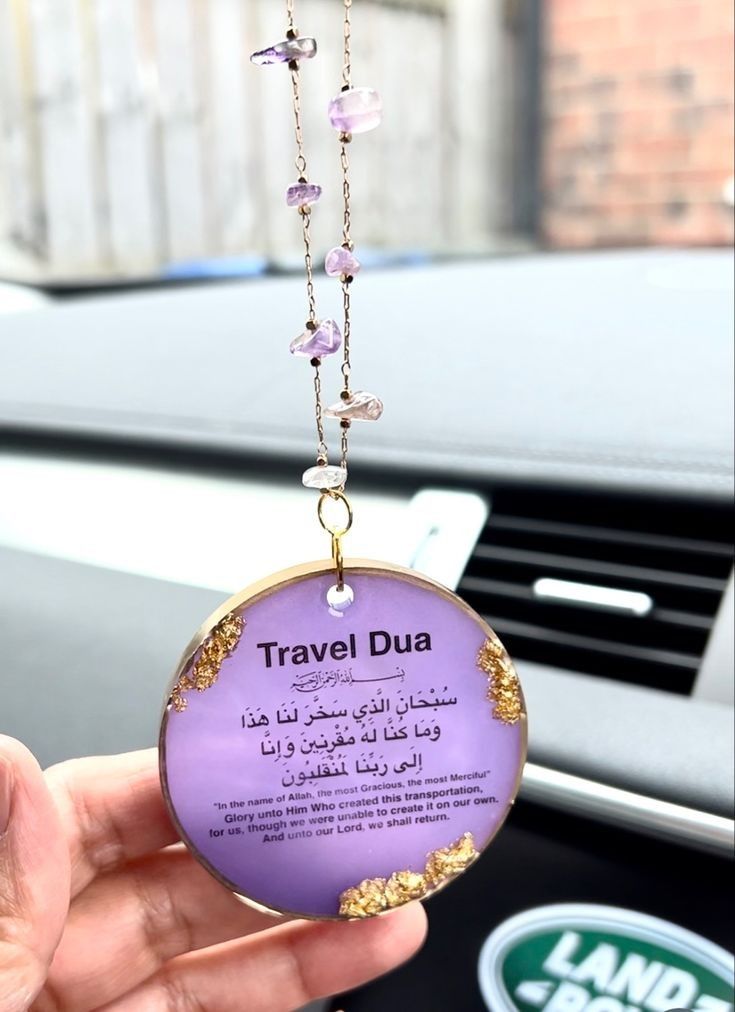 Travel Dua
بسم الله الرحمن الرحيم
سُبْحَانَ الَّذِي سَخَّرَ لَنَا هَذَا
وَمَا كُنَّا لَهُ مُقْرِنِينَ وَإِنَّا
إِلَى رَبِّنَا لَمُنْقَلِبُونَ
"In the name of Allah, the most Gracious, the most Merciful"
Glory unto Him Who created this transportation,
for us, though we were unable to create it on our own.
And unto our Lord, we shall return.
LAND
ROV